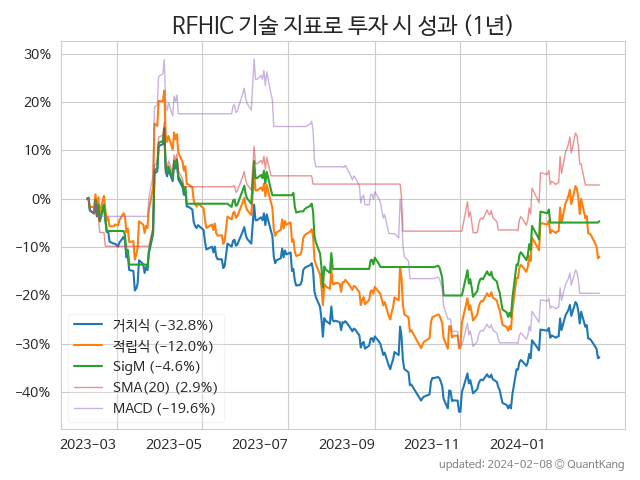 RFHIC 기술 지표로 투자 시 성과 (1년)
30%
20%
10%
0%
−10%
−20%
−30%
−40%
거치식 (−32.8%)
적립식 (−12.0%)
SigM (−4.6%)
SMA(20) (2.9%)
MACD (−19.6%)
2023-03 2023-05 2023-07 2023-09 2023-11 2024-01
updated: 2024-02-08 © QuantKang